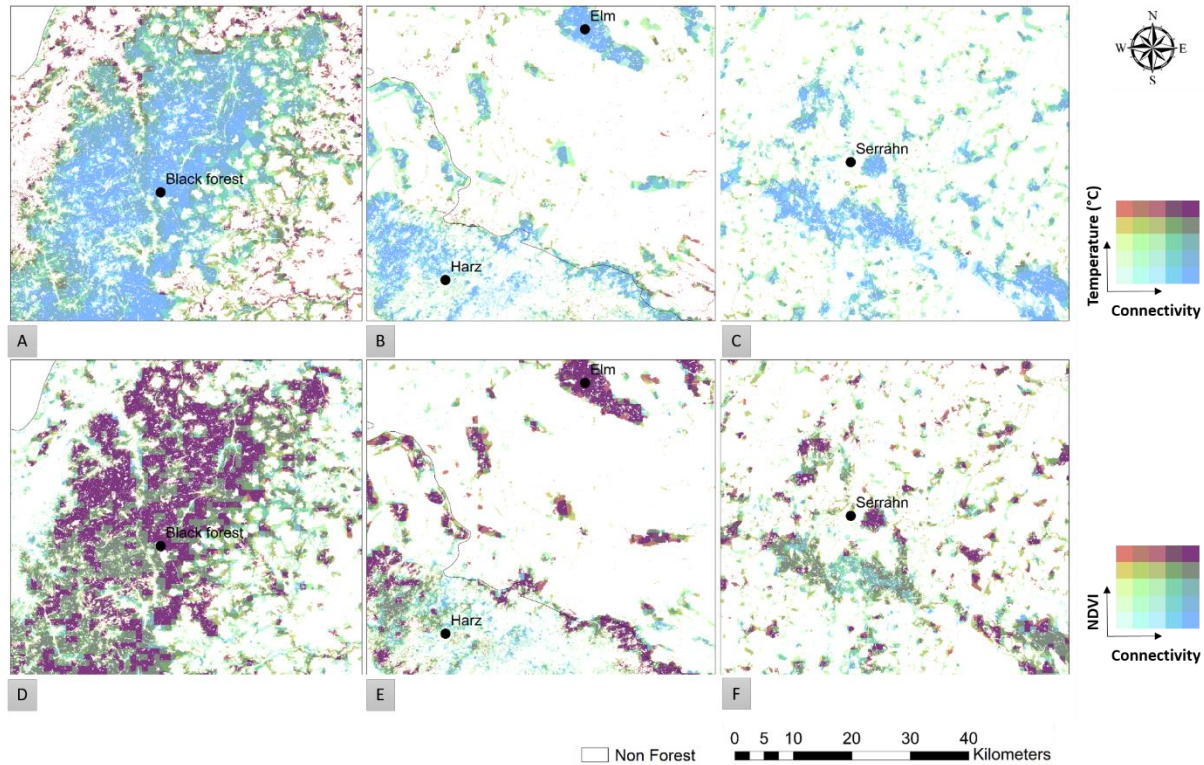 Elm
N
W E
S
Black forest
Serrahn
Harz
Temperature (°C)
Connectivity
A
B
C
Elm
Black forest
Serrahn
Harz
NDVI
Connectivity
D
E
F
Non Forest
0 5 10 20 30 40
Kilometers